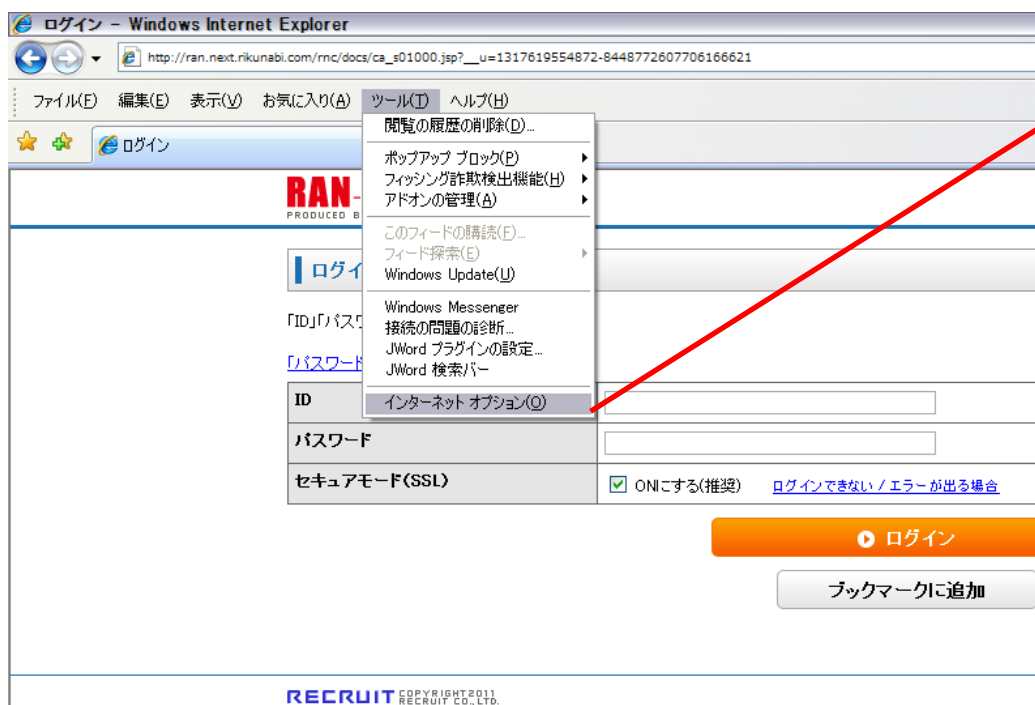 ログイン - Windows Internet Explorer
http://ran.next.rikunabi.com/rnc/docs/ca_s01000.jsp?__u=1317619554872-8448772607706166621
ファイル(F) 編集(E) 表示(V) お気に入り(A) ツール(T) ヘルプ(H)
ログイン
閲覧の履歴の削除(D)...
ポップアップ ブロック(P)
フィッシング詐欺検出機能(H)
アドオンの管理(A)
このフィードの購読(F)...
フィード探索(E)
Windows Update(U)
Windows Messenger
接続の問題の診断...
JWord プラグインの設定...
JWord 検索バー
インターネット オプション(O)
RAN-
PRODUCED B
ログイ
「ID」「パスワ
「パスワード
ID
パスワード
セキュアモード(SSL) ONにする(推奨) ログインできない / エラーが出る場合
ログイン
ブックマークに追加
RECRUIT COPYRIGHT2011
RECRUIT CO.,LTD.